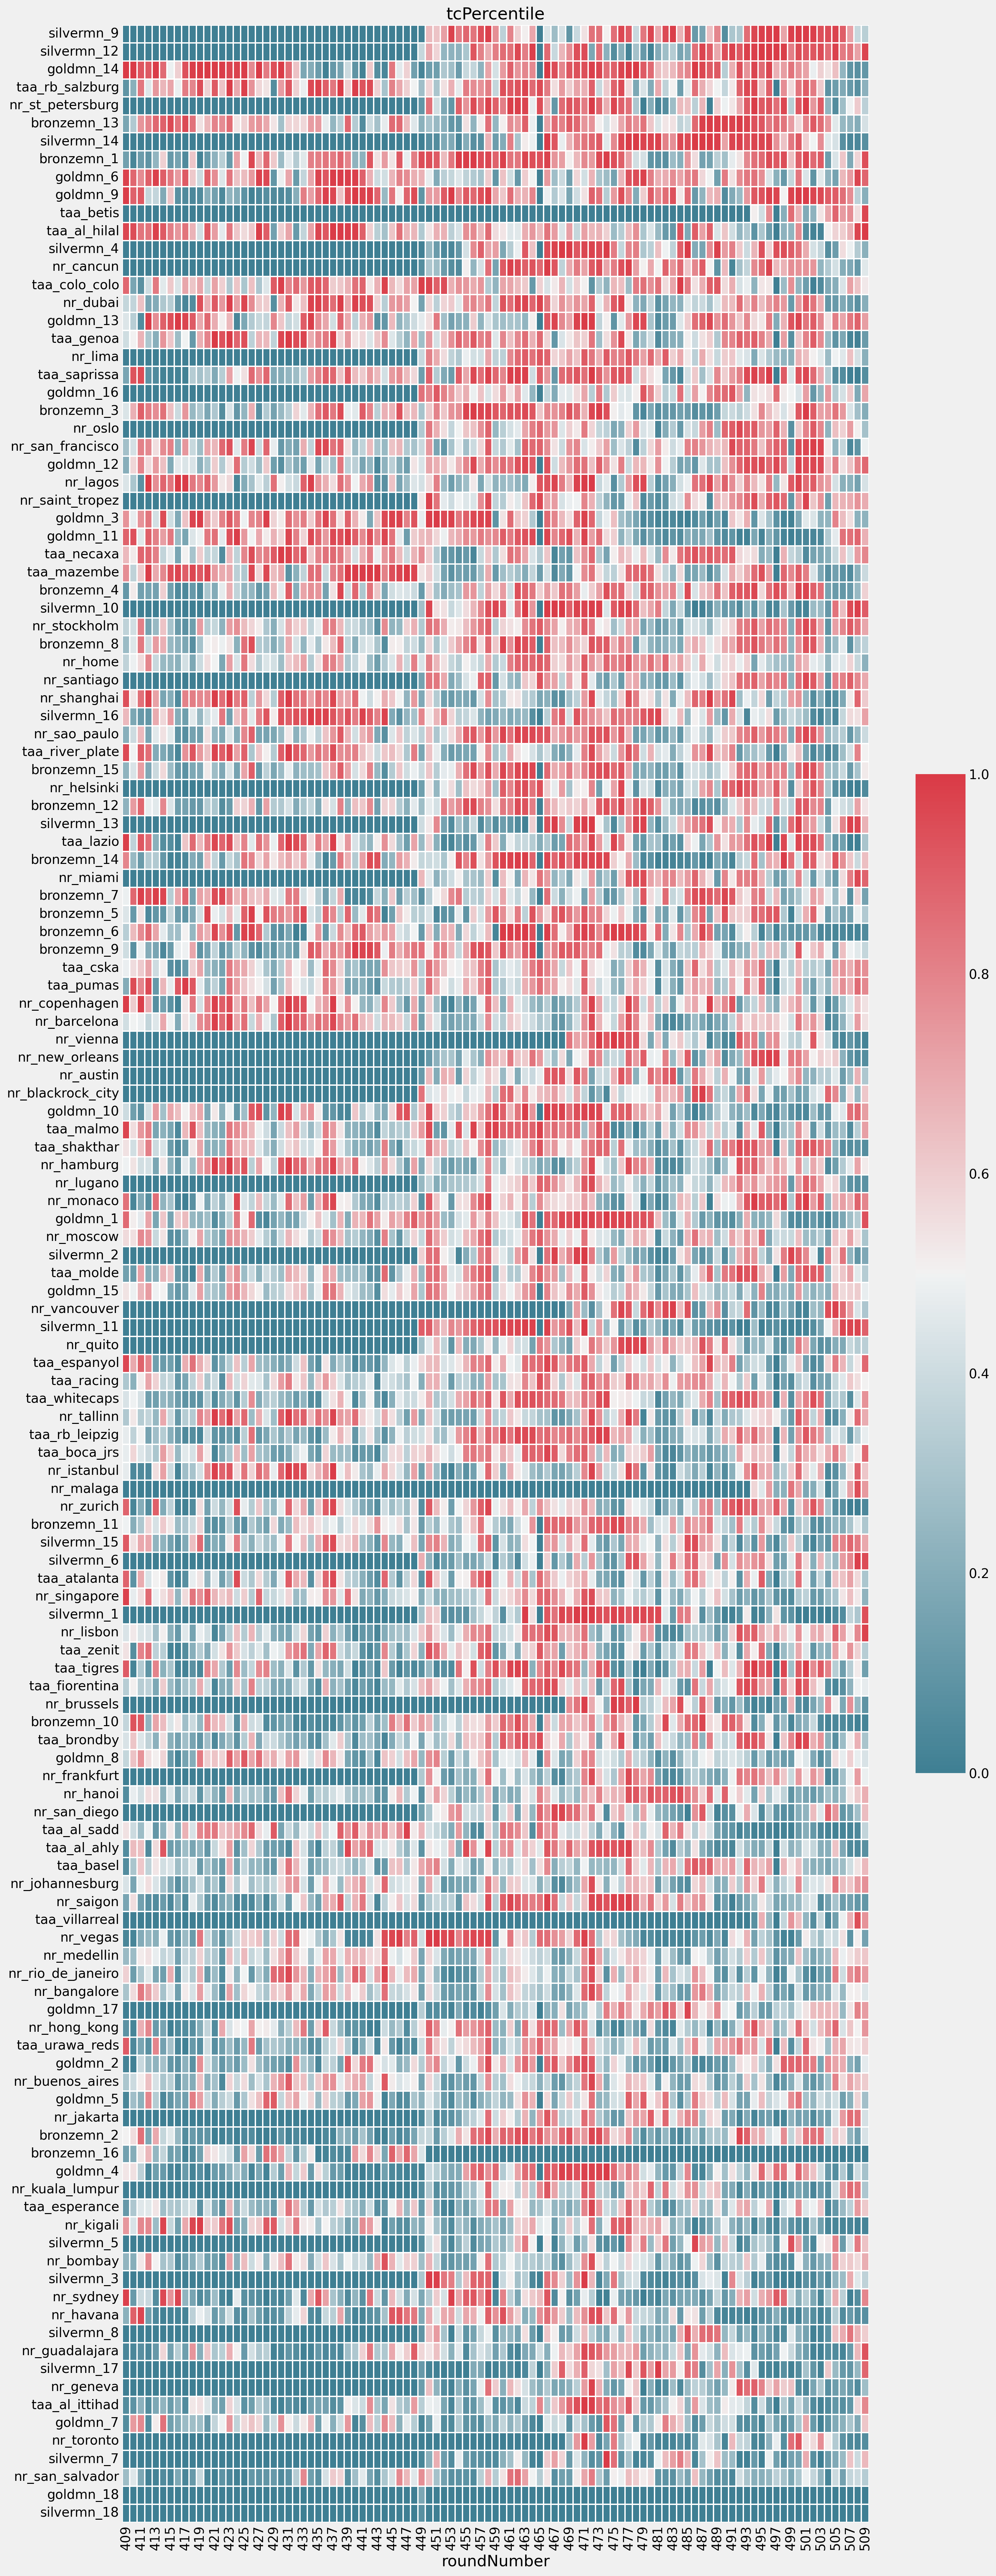 tcPercentile
silvermn_9
silvermn_12
goldmn_14
taa_rb_salzburg
nr_st_petersburg
bronzemn_13
silvermn_14
bronzemn_1
goldmn_6
goldmn_9
taa_betis
taa_al_hilal
silvermn_4
nr_cancun
taa_colo_colo
nr_dubai
goldmn_13
taa_genoa
nr_lima
taa_saprissa
goldmn_16
bronzemn_3
nr_oslo
nr_san_francisco
goldmn_12
nr_lagos
nr_saint_tropez
goldmn_3
goldmn_11
taa_necaxa
taa_mazembe
bronzemn_4
silvermn_10
nr_stockholm
bronzemn_8
nr_home
nr_santiago
nr_shanghai
silvermn_16
nr_sao_paulo
taa_river_plate
bronzemn_15
nr_helsinki
bronzemn_12
silvermn_13
taa_lazio
bronzemn_14
nr_miami
bronzemn_7
bronzemn_5
bronzemn_6
bronzemn_9
taa_cska
taa_pumas
nr_copenhagen
nr_barcelona
nr_vienna
nr_new_orleans
nr_austin
nr_blackrock_city
goldmn_10
taa_malmo
taa_shakthar
nr_hamburg
nr_lugano
nr_monaco
goldmn_1
nr_moscow
silvermn_2
taa_molde
goldmn_15
nr_vancouver
silvermn_11
nr_quito
taa_espanyol
taa_racing
taa_whitecaps
nr_tallinn
taa_rb_leipzig
taa_boca_jrs
nr_istanbul
nr_malaga
nr_zurich
bronzemn_11
silvermn_15
silvermn_6
taa_atalanta
nr_singapore
silvermn_1
nr_lisbon
taa_zenit
taa_tigres
taa_fiorentina
nr_brussels
bronzemn_10
taa_brondby
goldmn_8
nr_frankfurt
nr_hanoi
nr_san_diego
taa_al_sadd
taa_al_ahly
taa_basel
nr_johannesburg
nr_saigon
taa_villarreal
nr_vegas
nr_medellin
nr_rio_de_janeiro
nr_bangalore
goldmn_17
nr_hong_kong
taa_urawa_reds
goldmn_2
nr_buenos_aires
goldmn_5
nr_jakarta
bronzemn_2
bronzemn_16
goldmn_4
nr_kuala_lumpur
taa_esperance
nr_kigali
silvermn_5
nr_bombay
silvermn_3
nr_sydney
nr_havana
silvermn_8
nr_guadalajara
silvermn_17
nr_geneva
taa_al_ittihad
goldmn_7
nr_toronto
silvermn_7
nr_san_salvador
goldmn_18
silvermn_18
409 411 413 415 417 419 421 423 425 427 429 431 433 435 437 439 441 443 445 447 449 451 453 455 457 459 461 463 465 467 469 471 473 475 477 479 481 483 485 487 489 491 493 495 497 499 501 503 505 507 509
roundNumber
1.0
0.8
0.6
0.4
0.2
0.0